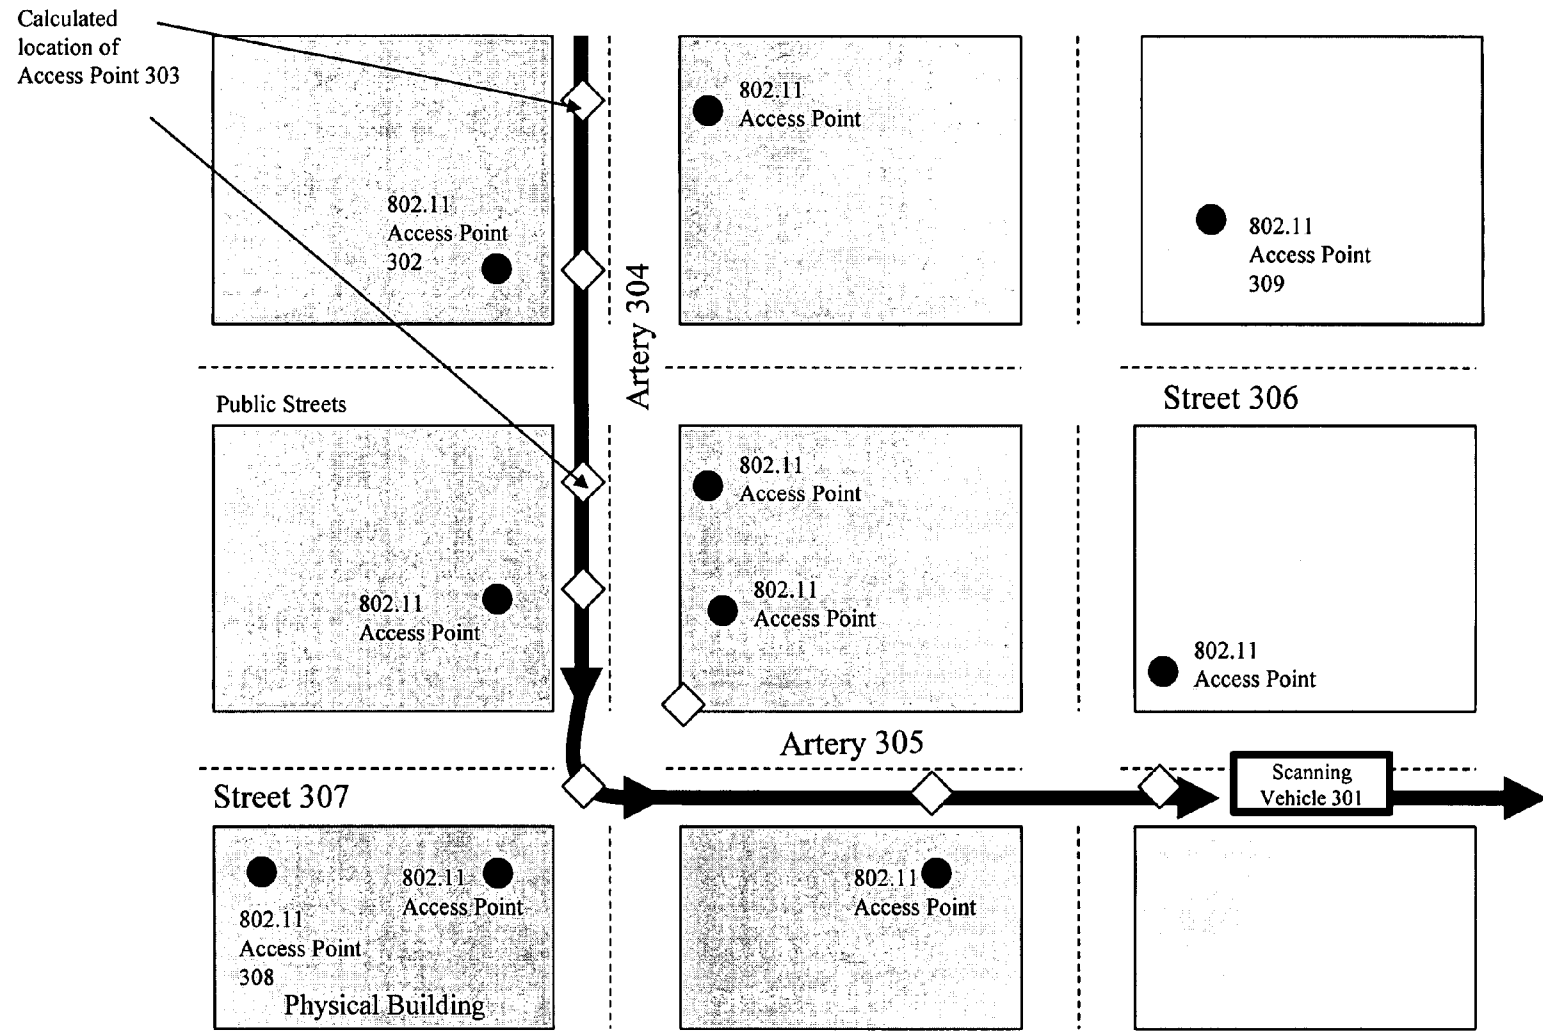 Calculated
location of
Access Point 303
802.11
Access Point
802.11
Access Point
302
802.11
Access Point
309
Artery 304
Public Streets
Street 306
802.11
Access Point
802.11
Access Point
802.11
Access Point
802.11
Access Point
Artery 305
Street 307
Scanning
Vehicle 301
802.11
Access Point
802.11
Access Point
308
802.11
Access Point
Physical Building